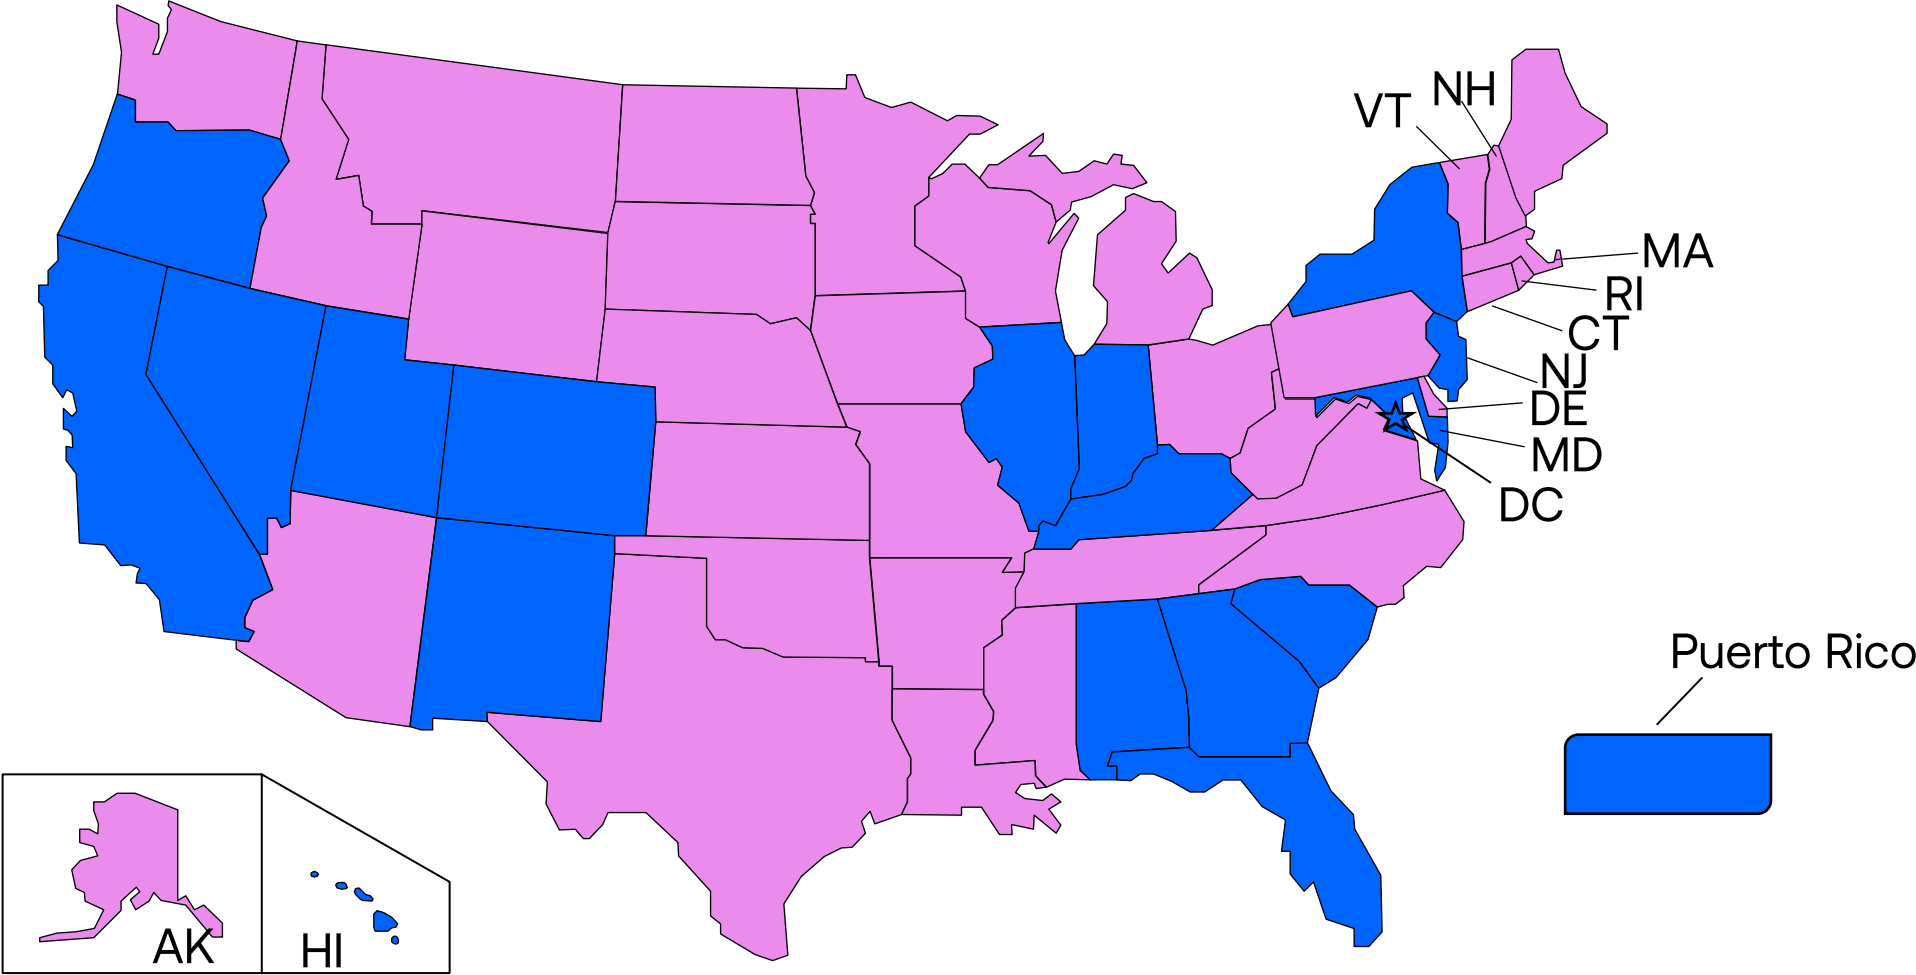 NH
VT
MA
RI
CT
NJ
DE
MD
DC
Puerto Rico
AK
HI